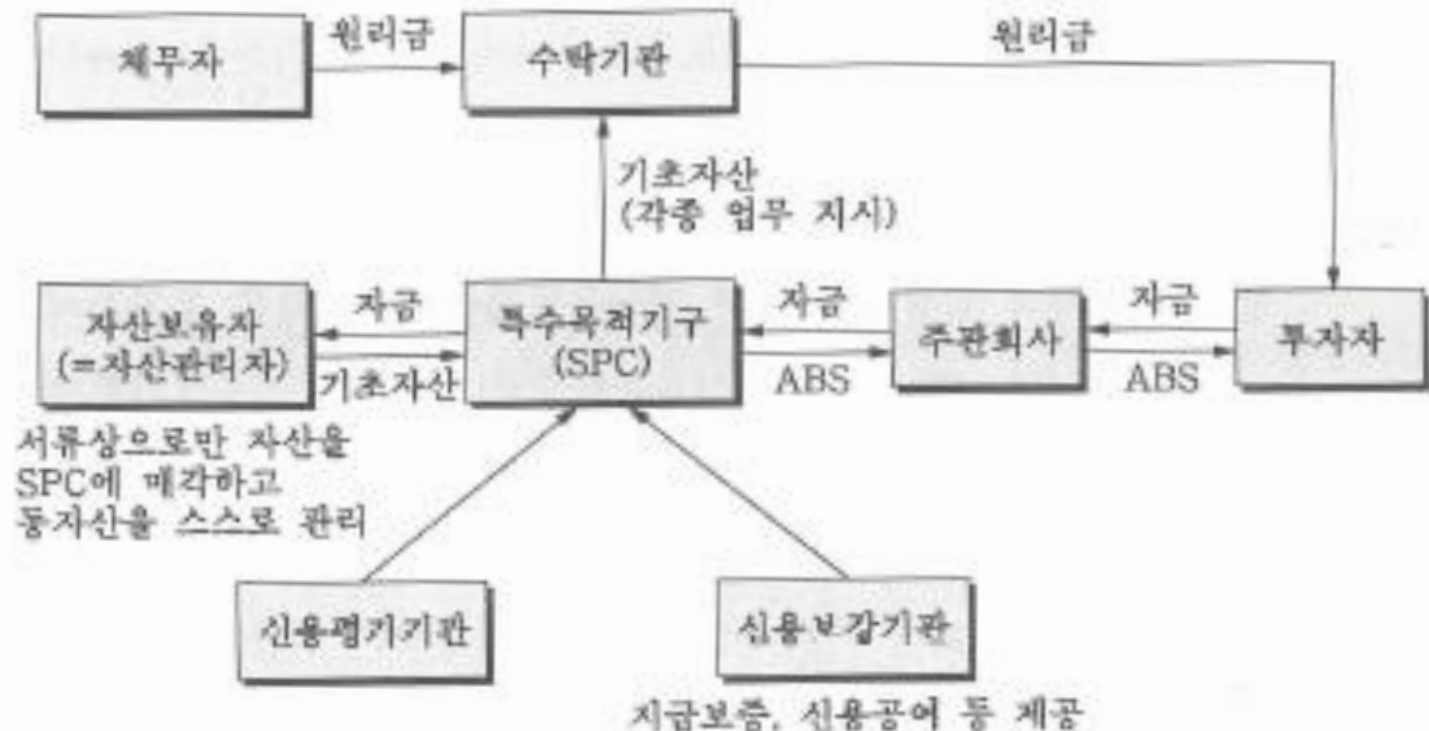 채무자
원리금
수탁기관
원리금
기초자산
(각종 업무 지시)
자산보유자
(=자산관리자)
자금
기초자산
특수목적기구
(SPC)
자금
ABS
주관회사
자금
ABS
투자자
서류상으로만 자산을
SPC에 매각하고
동자산을 스스로 관리
신용평가기관
신용보강기관
지급보증, 신용공여 등 제공